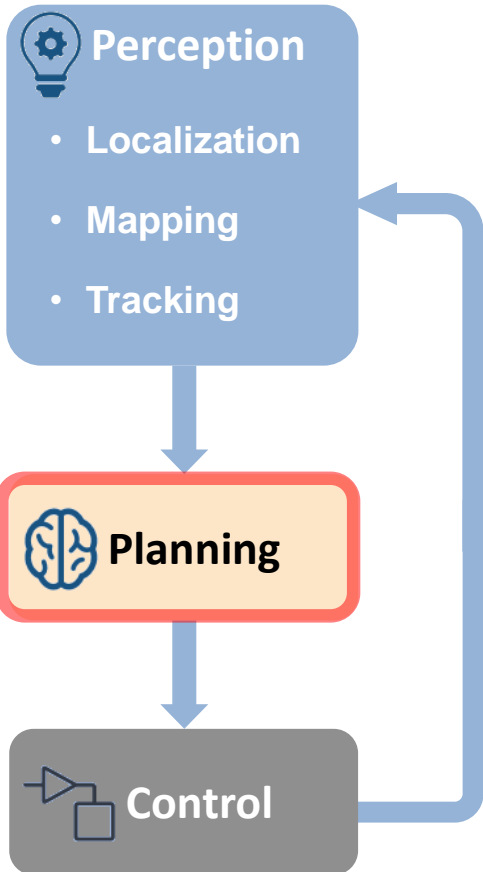 Perception
• Localization
• Mapping
• Tracking
Planning
Control